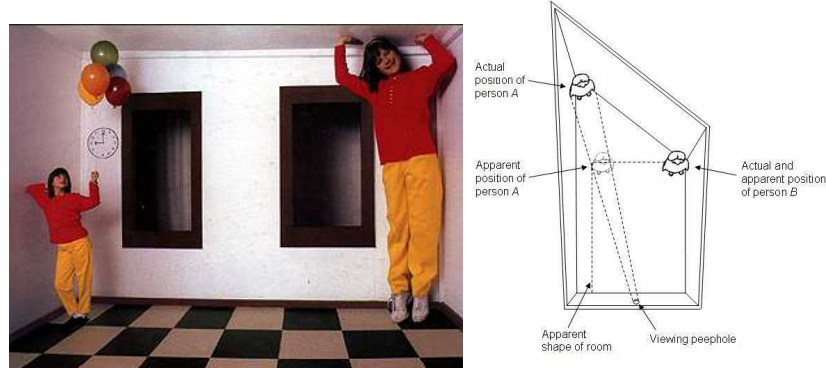 Actual
position of
person A
Apparent
position of
person A
Actual and
apparent position
of person B
Apparent
shape of room
Viewing peephole